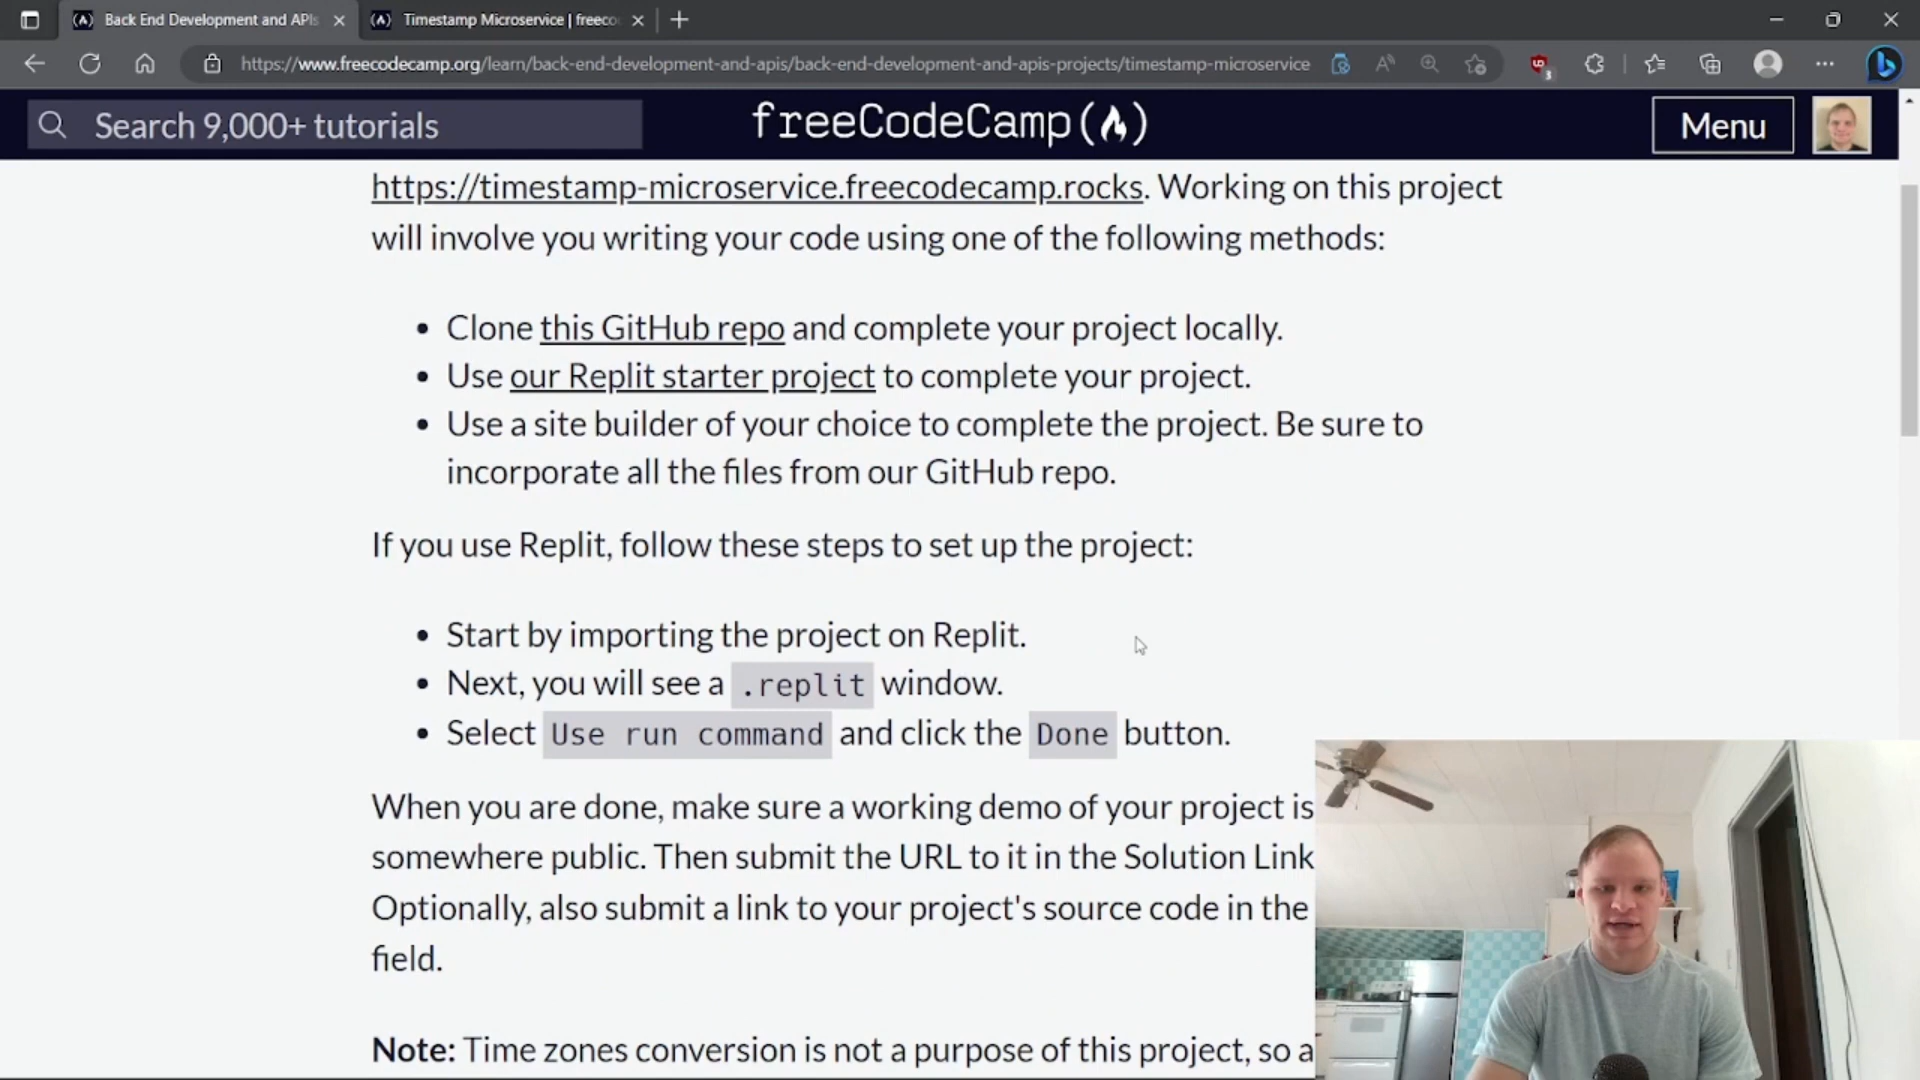 Back End Development and APIs
Timestamp Microservice | freeco
https://www.freecodecamp.org/learn/back-end-development-and-apis/back-end-development-and-apis-projects/timestamp-microservice
3
Search 9,000+ tutorials
freeCodeCamp
Menu
https://timestamp-microservice.freecodecamp.rocks. Working on this project
will involve you writing your code using one of the following methods:
• Clone this GitHub repo and complete your project locally.
• Use our Replit starter project to complete your project.
• Use a site builder of your choice to complete the project. Be sure to
incorporate all the files from our GitHub repo.
If you use Replit, follow these steps to set up the project:
• Start by importing the project on Replit.
• Next, you will see a .replit window.
• Select Use run command and click the Done button.
When you are done, make sure a working demo of your project is
somewhere public. Then submit the URL to it in the Solution Link
Optionally, also submit a link to your project's source code in the
field.
Note: Time zones conversion is not a purpose of this project, so a